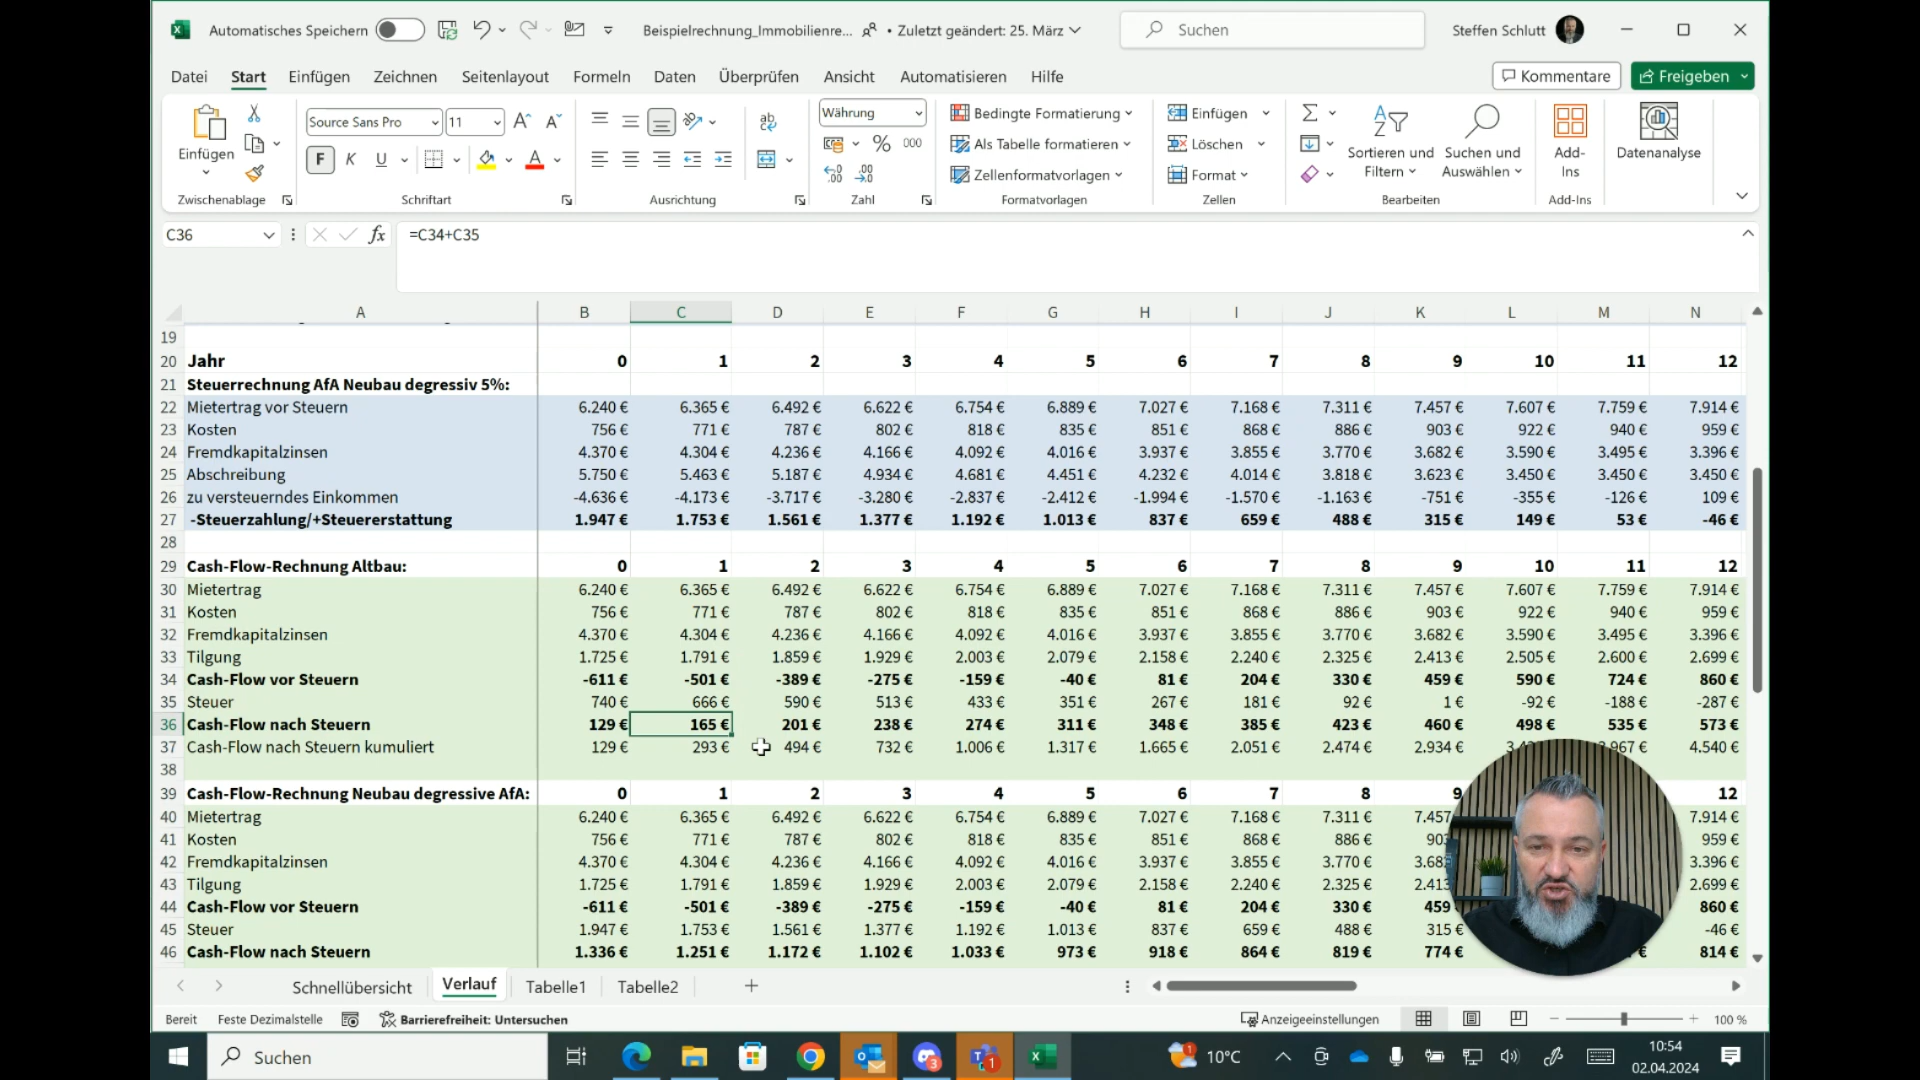 Automatisches Speichern
Beispielrechnung_Immobilienre... • Zuletzt geändert: 25. März
Suchen
Steffen Schlutt
Datei Start Einfügen Zeichnen Seitenlayout Formeln Daten Überprüfen Ansicht Automatisieren Hilfe
Kommentare Freigeben
Einfügen
Zwischenablage
Source Sans Pro 11
F K U
Schriftart
Ausrichtung
Währung
% 000
Zahl
Bedingte Formatierung
Als Tabelle formatieren
Zellenformatvorlagen
Formatvorlagen
Einfügen
Löschen
Format
Zellen
Sortieren und Filtern
Suchen und Auswählen
Bearbeiten
Add-Ins
Add-Ins
Datenanalyse
C36 fx =C34+C35
A B C D E F G H I J K L M N
19
20 Jahr 0 1 2 3 4 5 6 7 8 9 10 11 12
21 Steuerrechnung AfA Neubau degressiv 5%:
22 Mietertrag vor Steuern 6.240 € 6.365 € 6.492 € 6.622 € 6.754 € 6.889 € 7.027 € 7.168 € 7.311 € 7.457 € 7.607 € 7.759 € 7.914 €
23 Kosten 756 € 771 € 787 € 802 € 818 € 835 € 851 € 868 € 886 € 903 € 922 € 940 € 959 €
24 Fremdkapitalzinsen 4.370 € 4.304 € 4.236 € 4.166 € 4.092 € 4.016 € 3.937 € 3.855 € 3.770 € 3.682 € 3.590 € 3.495 € 3.396 €
25 Abschreibung 5.750 € 5.463 € 5.187 € 4.934 € 4.681 € 4.451 € 4.232 € 4.014 € 3.818 € 3.623 € 3.450 € 3.450 € 3.450 €
26 zu versteuerndes Einkommen -4.636 € -4.173 € -3.717 € -3.280 € -2.837 € -2.412 € -1.994 € -1.570 € -1.163 € -751 € -355 € -126 € 109 €
27 -Steuerzahlung/+Steuererstattung 1.947 € 1.753 € 1.561 € 1.377 € 1.192 € 1.013 € 837 € 659 € 488 € 315 € 149 € 53 € -46 €
28
29 Cash-Flow-Rechnung Altbau: 0 1 2 3 4 5 6 7 8 9 10 11 12
30 Mietertrag 6.240 € 6.365 € 6.492 € 6.622 € 6.754 € 6.889 € 7.027 € 7.168 € 7.311 € 7.457 € 7.607 € 7.759 € 7.914 €
31 Kosten 756 € 771 € 787 € 802 € 818 € 835 € 851 € 868 € 886 € 903 € 922 € 940 € 959 €
32 Fremdkapitalzinsen 4.370 € 4.304 € 4.236 € 4.166 € 4.092 € 4.016 € 3.937 € 3.855 € 3.770 € 3.682 € 3.590 € 3.495 € 3.396 €
33 Tilgung 1.725 € 1.791 € 1.859 € 1.929 € 2.003 € 2.079 € 2.158 € 2.240 € 2.325 € 2.413 € 2.505 € 2.600 € 2.699 €
34 Cash-Flow vor Steuern -611 € -501 € -389 € -275 € -159 € -40 € 81 € 204 € 330 € 459 € 590 € 724 € 860 €
35 Steuer 740 € 666 € 590 € 513 € 433 € 351 € 267 € 181 € 92 € 1 € -92 € -188 € -287 €
36 Cash-Flow nach Steuern 129 € 165 € 201 € 238 € 274 € 311 € 348 € 385 € 423 € 460 € 498 € 535 € 573 €
37 Cash-Flow nach Steuern kumuliert 129 € 293 € 494 € 732 € 1.006 € 1.317 € 1.665 € 2.051 € 2.474 € 2.934 € 4.540 €
38
39 Cash-Flow-Rechnung Neubau degressive AfA: 0 1 2 3 4 5 6 7 8 9 12
40 Mietertrag 6.240 € 6.365 € 6.492 € 6.622 € 6.754 € 6.889 € 7.027 € 7.168 € 7.311 € 7.457 7.914 €
41 Kosten 756 € 771 € 787 € 802 € 818 € 835 € 851 € 868 € 886 € 903 959 €
42 Fremdkapitalzinsen 4.370 € 4.304 € 4.236 € 4.166 € 4.092 € 4.016 € 3.937 € 3.855 € 3.770 € 3.396 €
43 Tilgung 1.725 € 1.791 € 1.859 € 1.929 € 2.003 € 2.079 € 2.158 € 2.240 € 2.325 € 2.413 2.699 €
44 Cash-Flow vor Steuern -611 € -501 € -389 € -275 € -159 € -40 € 81 € 204 € 330 € 459 860 €
45 Steuer 1.947 € 1.753 € 1.561 € 1.377 € 1.192 € 1.013 € 837 € 659 € 488 € 315 € -46 €
46 Cash-Flow nach Steuern 1.336 € 1.251 € 1.172 € 1.102 € 1.033 € 973 € 918 € 864 € 819 € 774 € € 814 €
Schnellübersicht Verlauf Tabelle1 Tabelle2
Bereit Feste Dezimalstelle Barrierefreiheit: Untersuchen Anzeigeeinstellungen 100 %
Suchen
10°C
10:54
02.04.2024